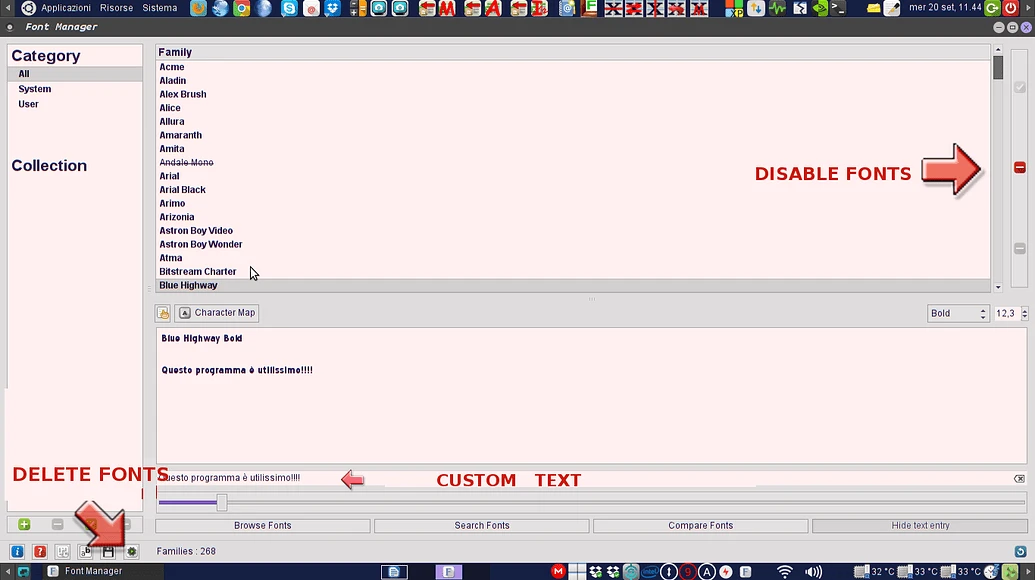 Applicazioni Risorse Sistema
mer 20 set, 11.44
Font Manager
Category
All
System
User
Collection
Family
Acme
Aladin
Alex Brush
Alice
Allura
Amaranth
Amita
Andale Mono
Arial
Arial Black
Arimo
Arizonia
Astron Boy Video
Astron Boy Wonder
Atma
Bitstream Charter
Blue Highway
DISABLE FONTS
Character Map
Bold 12,3
Blue Highway Bold
Questo programma è utilissimo!!!!
DELETE FONTS
uesto programma è utilissimo!!!!
CUSTOM TEXT
Browse Fonts Search Fonts Compare Fonts Hide text entry
Families : 268
Font Manager
32 °C 33 °C 33 °C